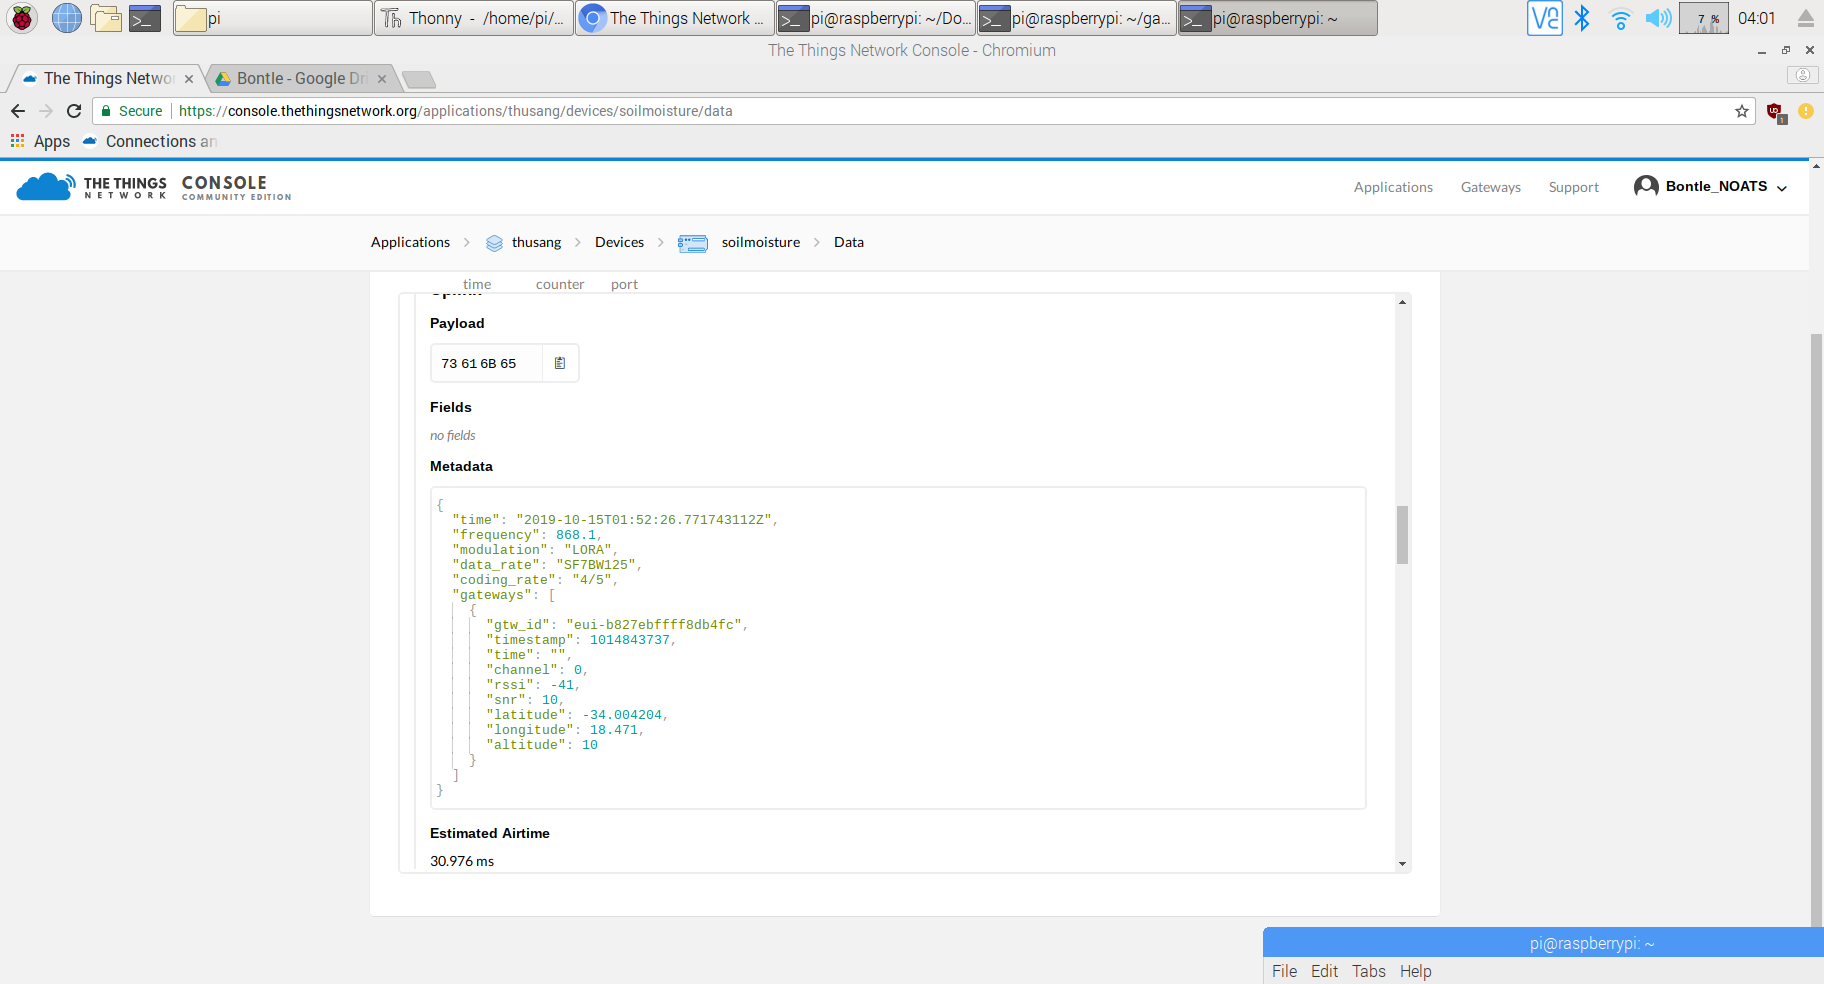 pi
Thonny - /home/pi/...
The Things Network ...
pi@raspberrypi: ~/Do...
pi@raspberrypi: ~/ga...
pi@raspberrypi: ~
7 %
04:01
The Things Network Console - Chromium
The Things Netwo
Bontle - Google Dri
Secure
https://console.thethingsnetwork.org/applications/thusang/devices/soilmoisture/data
1
Apps
Connections an
THE THINGS
NETWORK
CONSOLE
COMMUNITY EDITION
Applications
Gateways
Support
Bontle_NOATS
Applications
thusang
Devices
soilmoisture
Data
time
counter
port
Payload
73 61 6B 65
Fields
no fields
Metadata
{
"time": "2019-10-15T01:52:26.771743112Z",
"frequency": 868.1,
"modulation": "LORA",
"data_rate": "SF7BW125",
"coding_rate": "4/5",
"gateways": [
{
"gtw_id": "eui-b827ebffff8db4fc",
"timestamp": 1014843737,
"time": "",
"channel": 0,
"rssi": -41,
"snr": 10,
"latitude": -34.004204,
"longitude": 18.471,
"altitude": 10
}
]
}
Estimated Airtime
30.976 ms
pi@raspberrypi: ~
File Edit Tabs Help